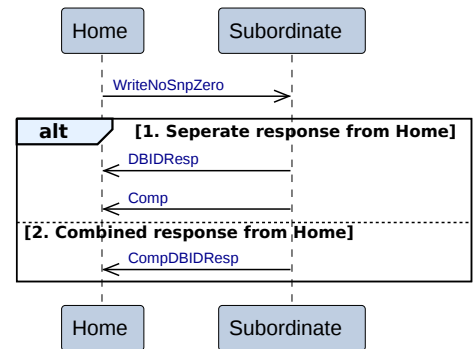 Home Subordinate
WriteNoSnpZero
alt [1. Seperate response from Home]
DBIDResp
Comp
[2. Combined response from Home]
CompDBIDResp
Home Subordinate